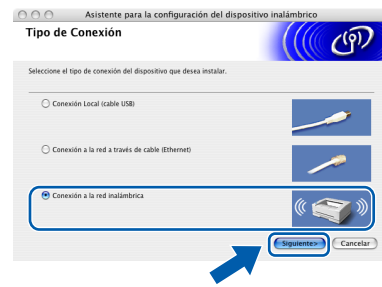 Asistente para la configuración del dispositivo inalámbrico
Tipo de Conexión
Seleccione el tipo de conexión del dispositivo que desea instalar.
Conexión Local (cable USB)
Conexión a la red a través de cable (Ethernet)
Conexión a la red inalámbrica
Siguiente> Cancelar